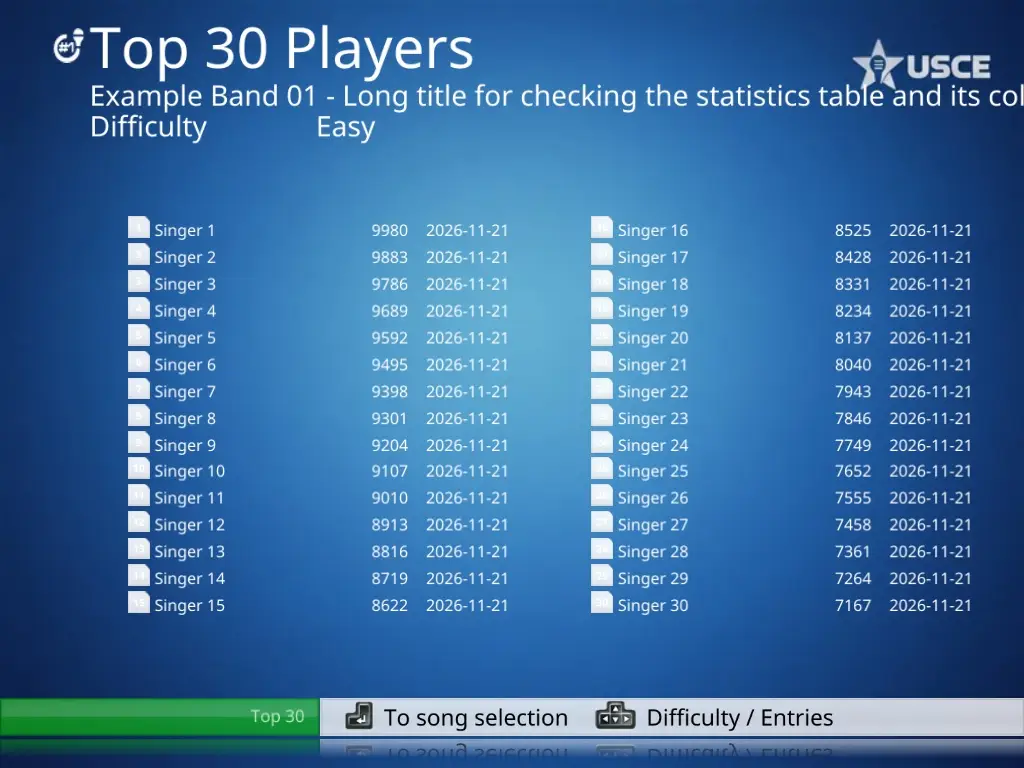 #1
Top 30 Players
USCE
Example Band 01 - Long title for checking the statistics table and its col
Difficulty Easy
Singer 1 9980 2026-11-21
Singer 2 9883 2026-11-21
Singer 3 9786 2026-11-21
Singer 4 9689 2026-11-21
Singer 5 9592 2026-11-21
Singer 6 9495 2026-11-21
Singer 7 9398 2026-11-21
Singer 8 9301 2026-11-21
Singer 9 9204 2026-11-21
Singer 10 9107 2026-11-21
Singer 11 9010 2026-11-21
Singer 12 8913 2026-11-21
Singer 13 8816 2026-11-21
Singer 14 8719 2026-11-21
Singer 15 8622 2026-11-21
Singer 16 8525 2026-11-21
Singer 17 8428 2026-11-21
Singer 18 8331 2026-11-21
Singer 19 8234 2026-11-21
Singer 20 8137 2026-11-21
Singer 21 8040 2026-11-21
Singer 22 7943 2026-11-21
Singer 23 7846 2026-11-21
Singer 24 7749 2026-11-21
Singer 25 7652 2026-11-21
Singer 26 7555 2026-11-21
Singer 27 7458 2026-11-21
Singer 28 7361 2026-11-21
Singer 29 7264 2026-11-21
Singer 30 7167 2026-11-21
Top 30
To song selection
Difficulty / Entries